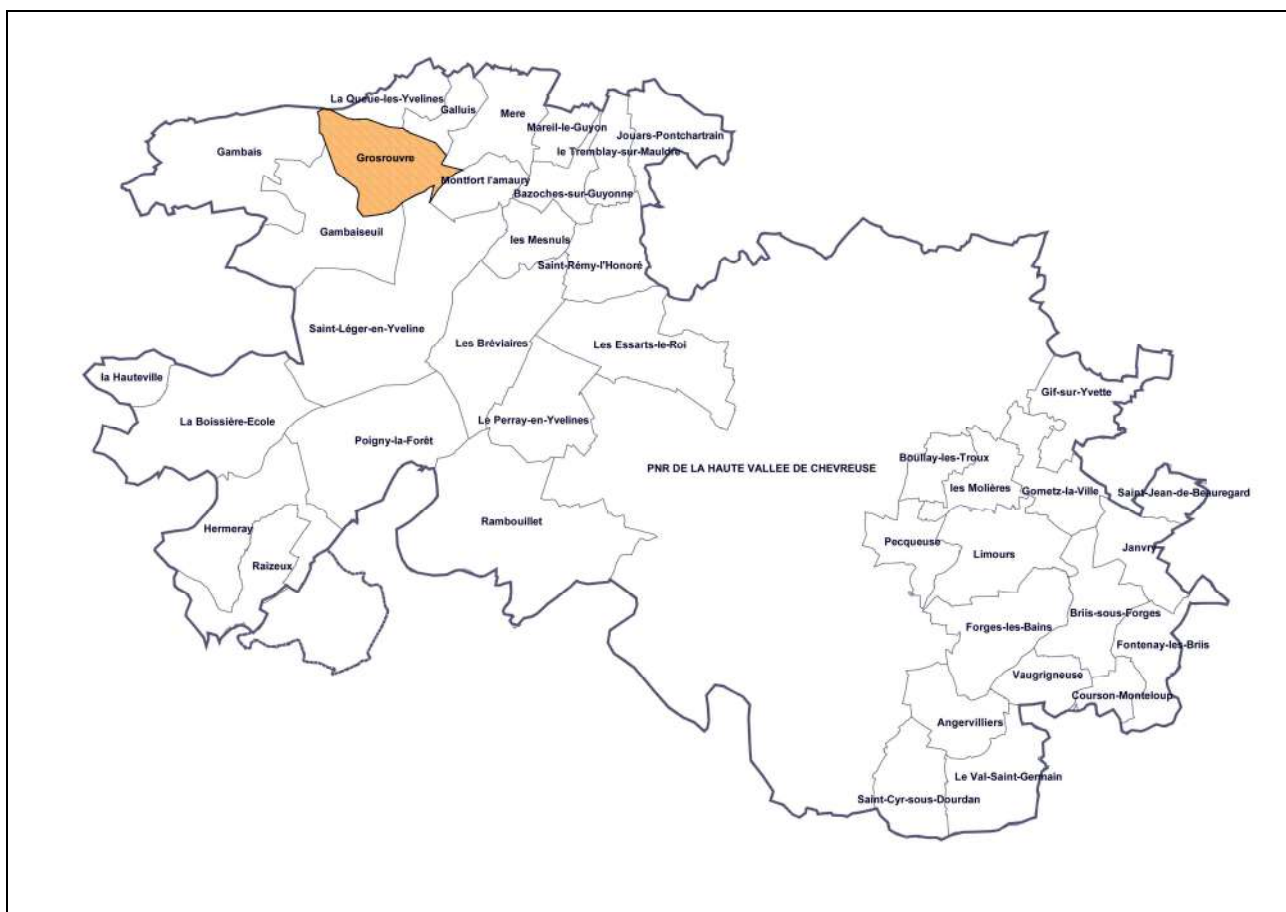 La Queue-les-Yvelines
Galluis
Mere
Mareil-le-Guyon
Jouars-Pontchartrain
Gambais
Grosrouvre
le Tremblay-sur-Mauldre
Montfort l'amaury
Bazoches-sur-Guyonne
Gambaiseuil
les Mesnuls
Saint-Rémy-l'Honoré
Saint-Léger-en-Yveline
Les Bréviaires
Les Essarts-le-Roi
la Hauteville
Gif-sur-Yvette
La Boissière-Ecole
Le Perray-en-Yvelines
Poigny-la-Forêt
Boullay-les-Troux
PNR DE LA HAUTE VALLEE DE CHEVREUSE
les Molières
Gometz-la-Ville
Saint-Jean-de-Beauregard
Rambouillet
Hermeray
Pecqueuse
Limours
Janvry
Raizeux
Briis-sous-Forges
Forges-les-Bains
Fontenay-les-Briis
Vaugrigneuse
Courson-Monteloup
Angervilliers
Le Val-Saint-Germain
Saint-Cyr-sous-Dourdan